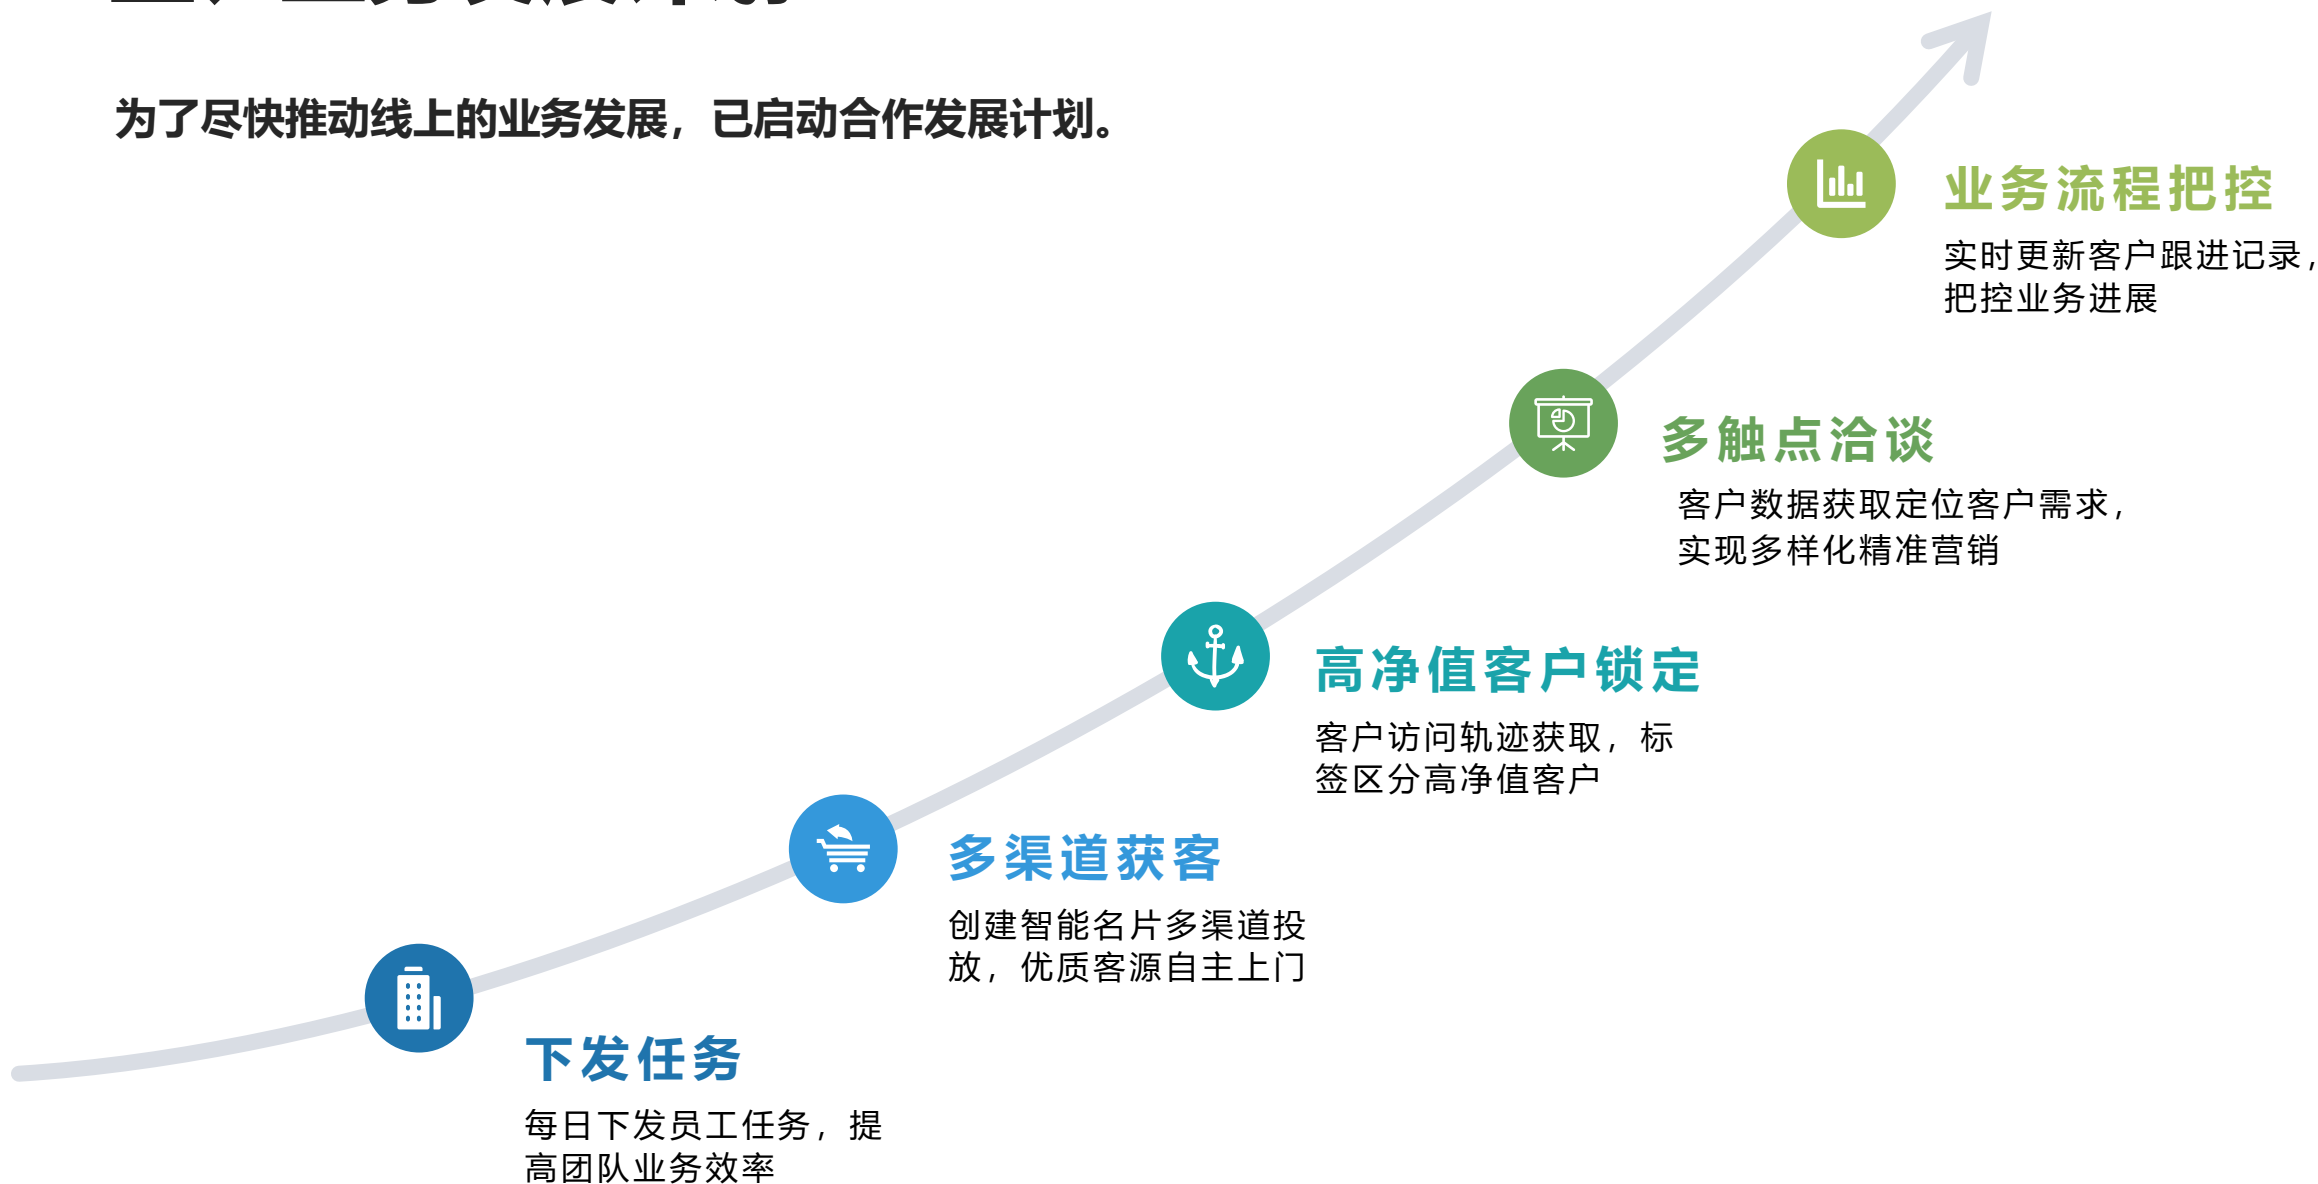 为了尽快推动线上的业务发展，已启动合作发展计划。
业务流程把控
实时更新客户跟进记录，
把控业务进展
多触点洽谈
客户数据获取定位客户需求，
实现多样化精准营销
高净值客户锁定
客户访问轨迹获取，标
签区分高净值客户
多渠道获客
创建智能名片多渠道投
放，优质客源自主上门
下发任务
每日下发员工任务，提
高团队业务效率